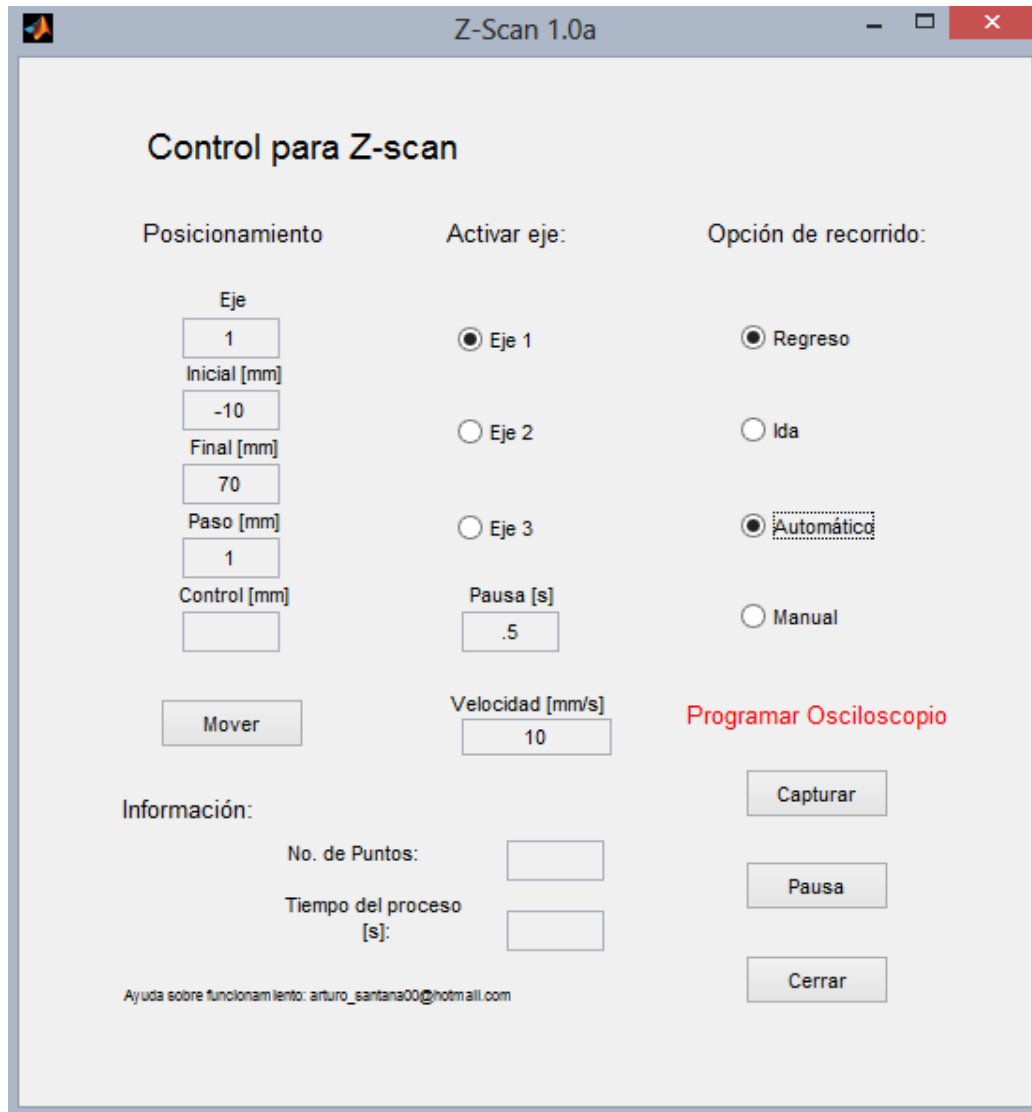 Z-Scan 1.0a
Control para Z-scan
Posicionamiento
Activar eje:
Opción de recorrido:
Eje
1
Inicial [mm]
-10
Final [mm]
70
Paso [mm]
1
Control [mm]
Mover
Eje 1
Eje 2
Eje 3
Pausa [s]
.5
Velocidad [mm/s]
10
Regreso
Ida
Automático
Manual
Programar Osciloscopio
Capturar
Pausa
Cerrar
Información:
No. de Puntos:
Tiempo del proceso
[s]:
Ayuda sobre funcionamiento: arturo_santana00@hotmail.com